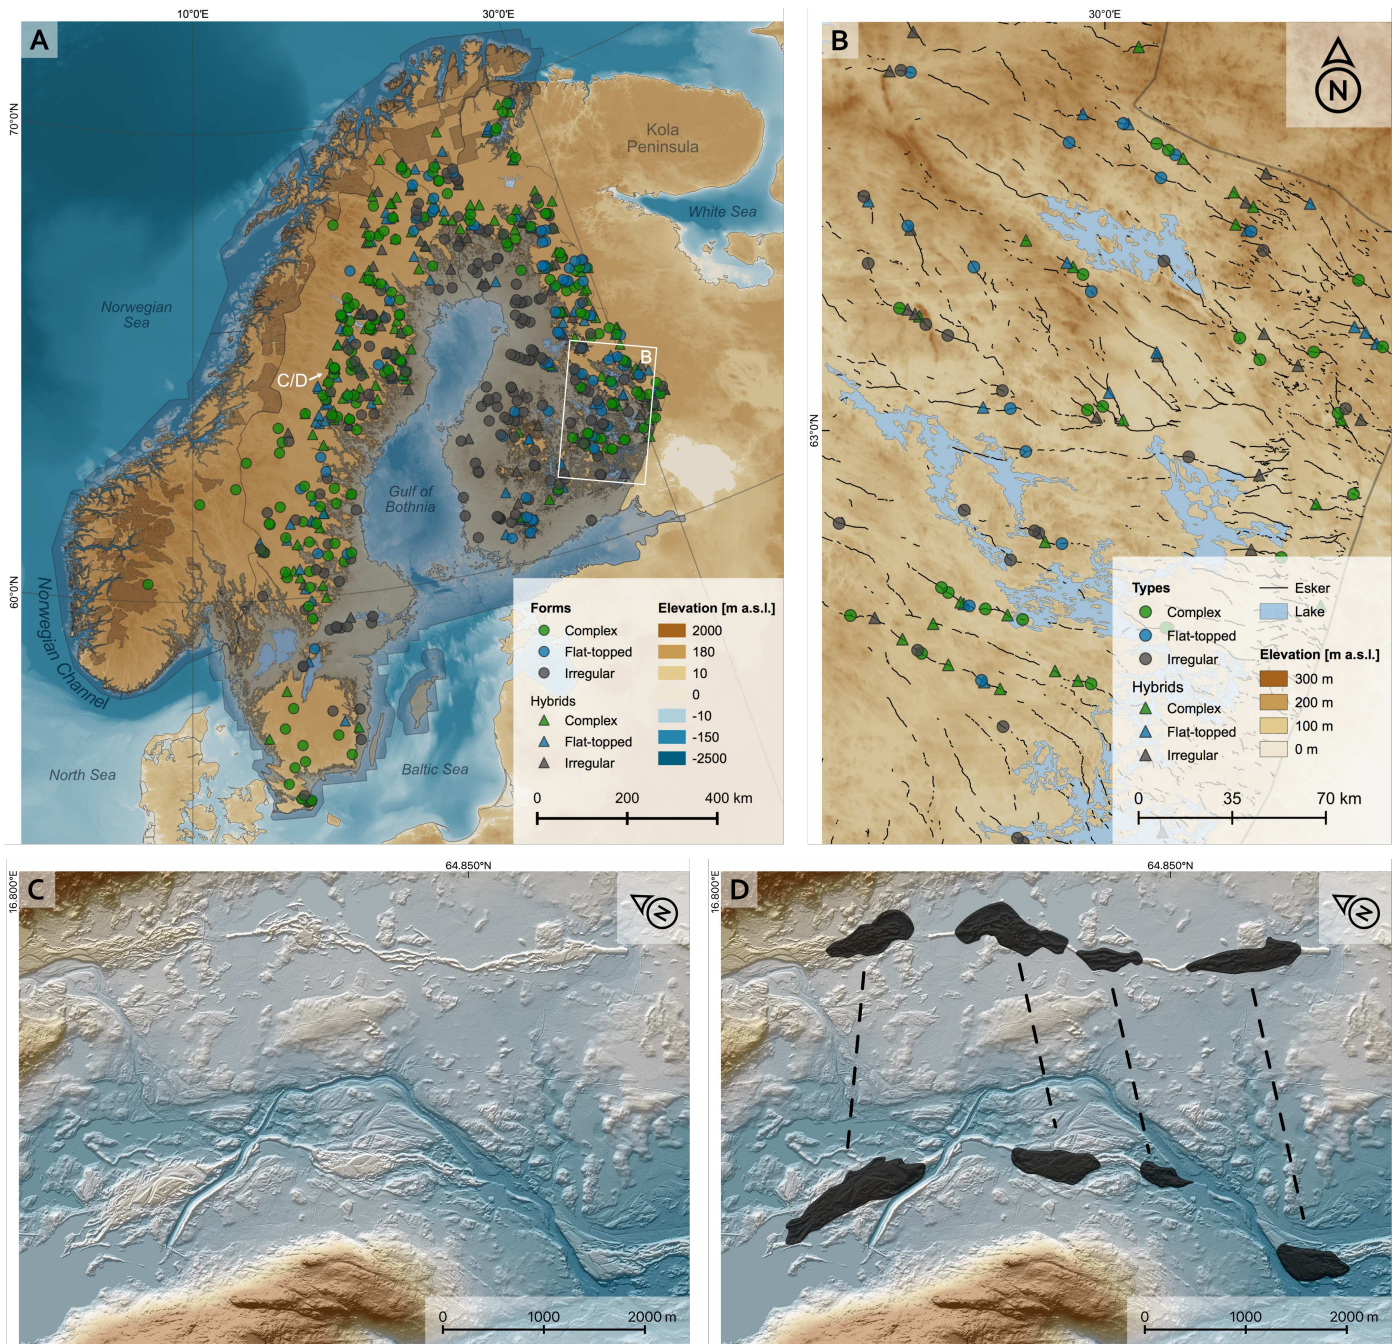 10°0'E
30°0'E
A
70°0'N
60°0'N
Kola
Peninsula
White Sea
Norwegian
Sea
B
C/D
Gulf of
Bothnia
Norwegian Channel
North Sea
Baltic Sea
Forms
Complex
Flat-topped
Irregular
Hybrids
Complex
Flat-topped
Irregular
Elevation [m a.s.l.]
2000
180
10
0
-10
-150
-2500
0 200 400 km
30°0'E
B
N
63°0'N
Types
Complex
Flat-topped
Irregular
Hybrids
Complex
Flat-topped
Irregular
Esker
Lake
Elevation [m a.s.l.]
300 m
200 m
100 m
0 m
0 35 70 km
64.850°N
16.800°E
C
N
0 1000 2000 m
64.850°N
16.800°E
D
N
0 1000 2000 m